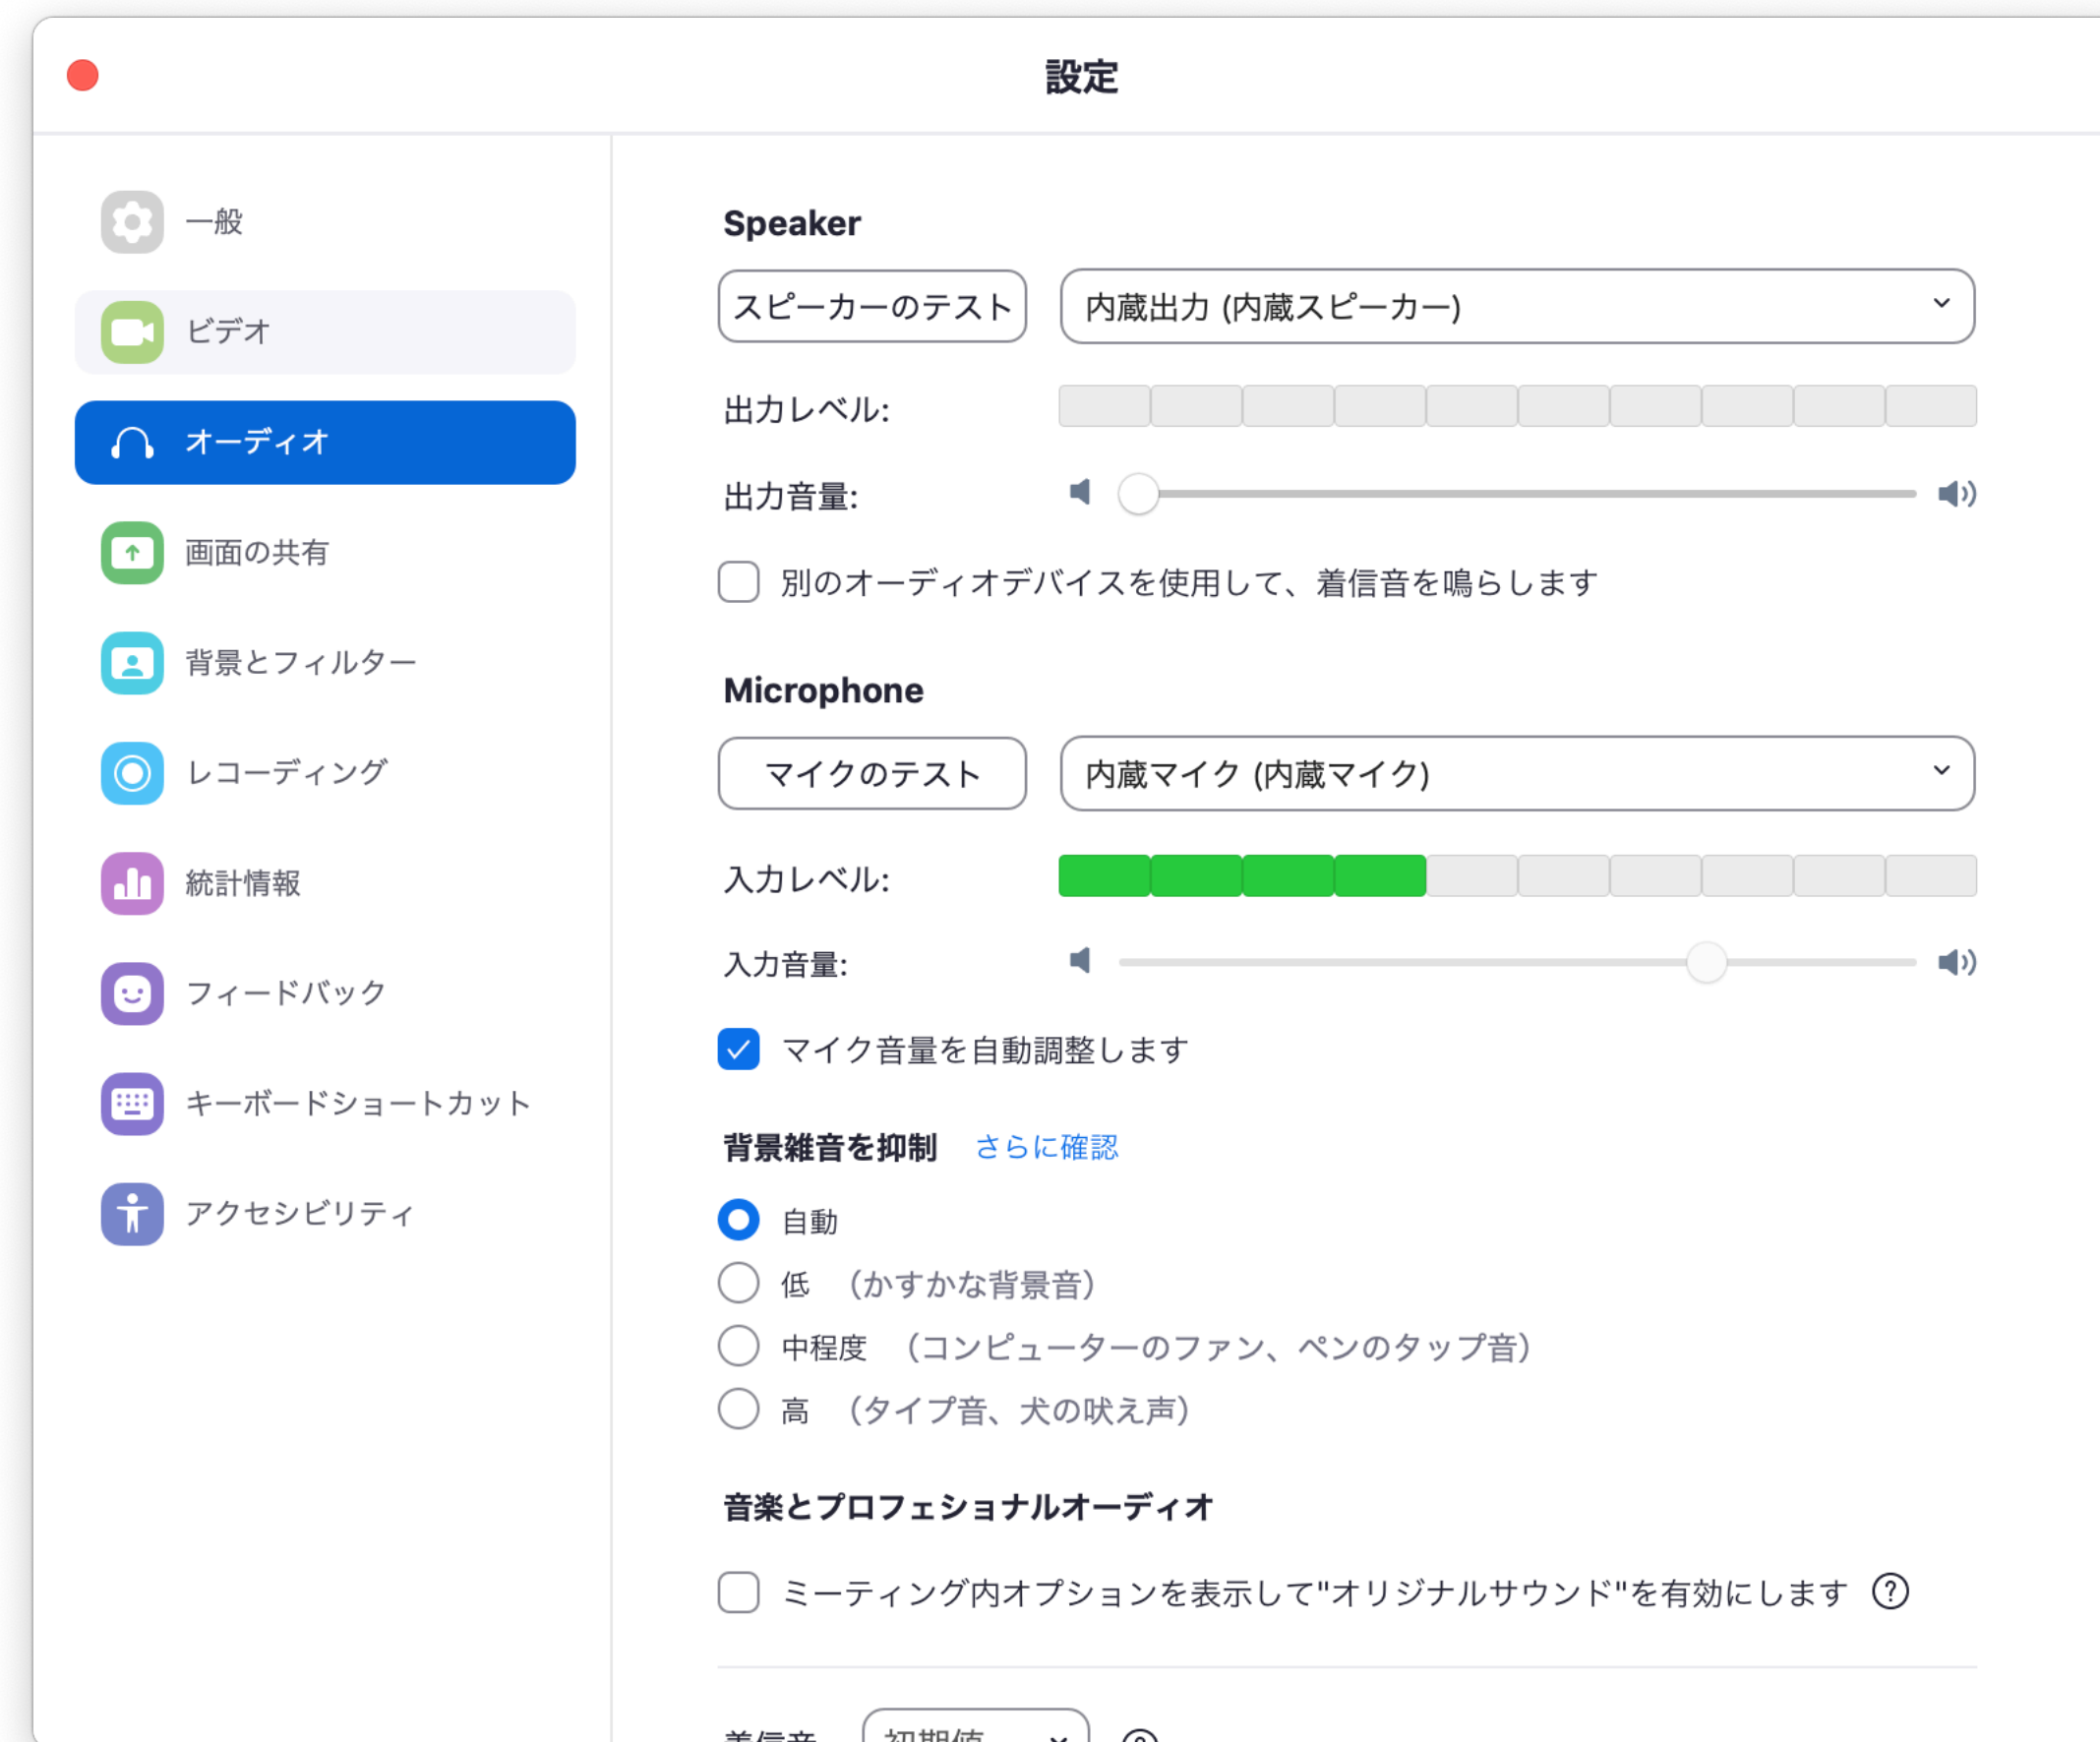 設定
一般
ビデオ
オーディオ
画面の共有
背景とフィルター
レコーディング
統計情報
フィードバック
キーボードショートカット
アクセシビリティ
Speaker
スピーカーのテスト
内蔵出力 (内蔵スピーカー)
出力レベル:
出力音量:
別のオーディオデバイスを使用して、着信音を鳴らします
Microphone
マイクのテスト
内蔵マイク (内蔵マイク)
入力レベル:
入力音量:
マイク音量を自動調整します
背景雑音を抑制 さらに確認
自動
低 （かすかな背景音）
中程度 （コンピューターのファン、ペンのタップ音）
高 （タイプ音、犬の吠え声）
音楽とプロフェショナルオーディオ
ミーティング内オプションを表示して"オリジナルサウンド"を有効にします ?
着信音 初期値